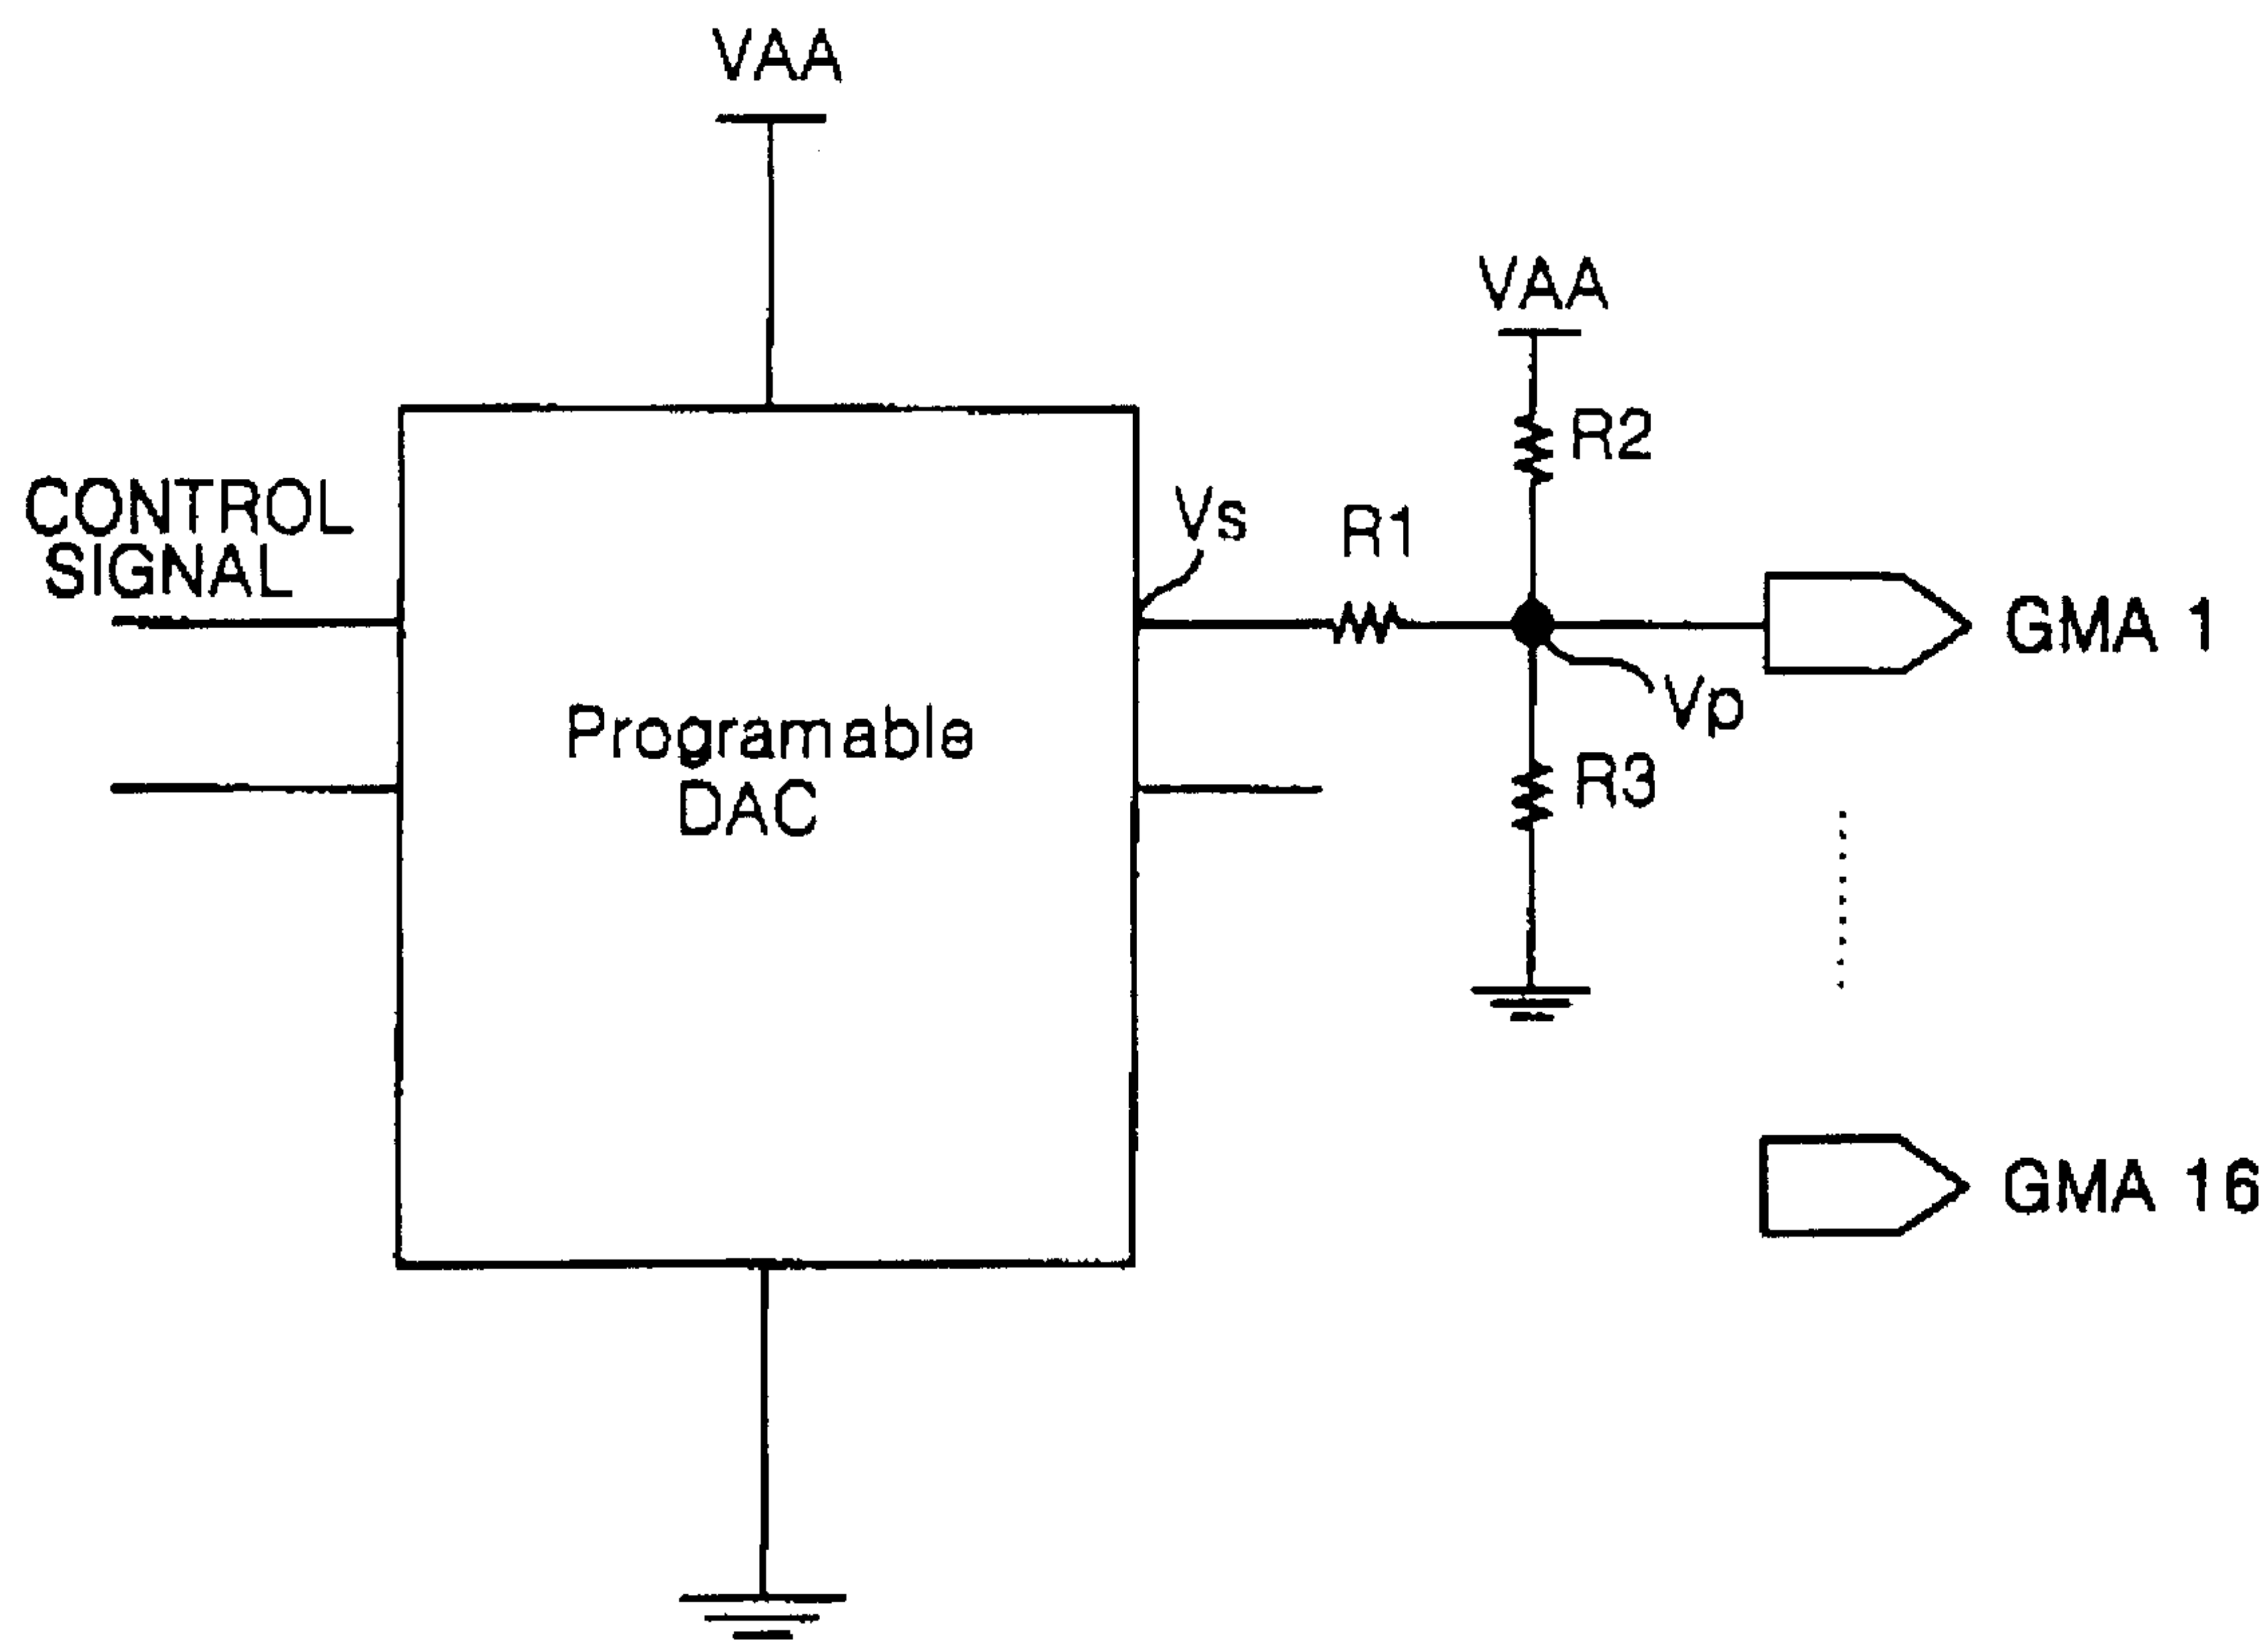 VAA
VAA
R2
CONTROL
SIGNAL
Vs
R1
GMA 1
Vp
Programable
DAC
R3
GMA 16